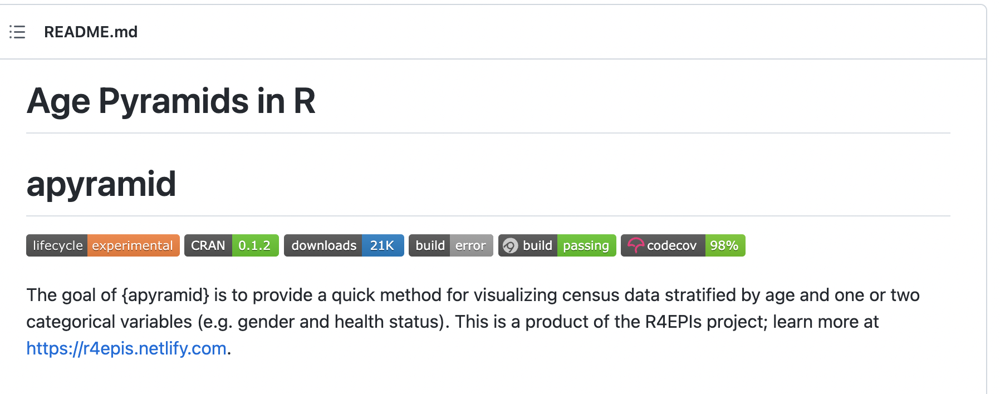 README.md
Age Pyramids in R
apyramid
lifecycle experimental CRAN 0.1.2 downloads 21K build error build passing codecov 98%
The goal of {apyramid} is to provide a quick method for visualizing census data stratified by age and one or two
categorical variables (e.g. gender and health status). This is a product of the R4EPIs project; learn more at
https://r4epis.netlify.com.